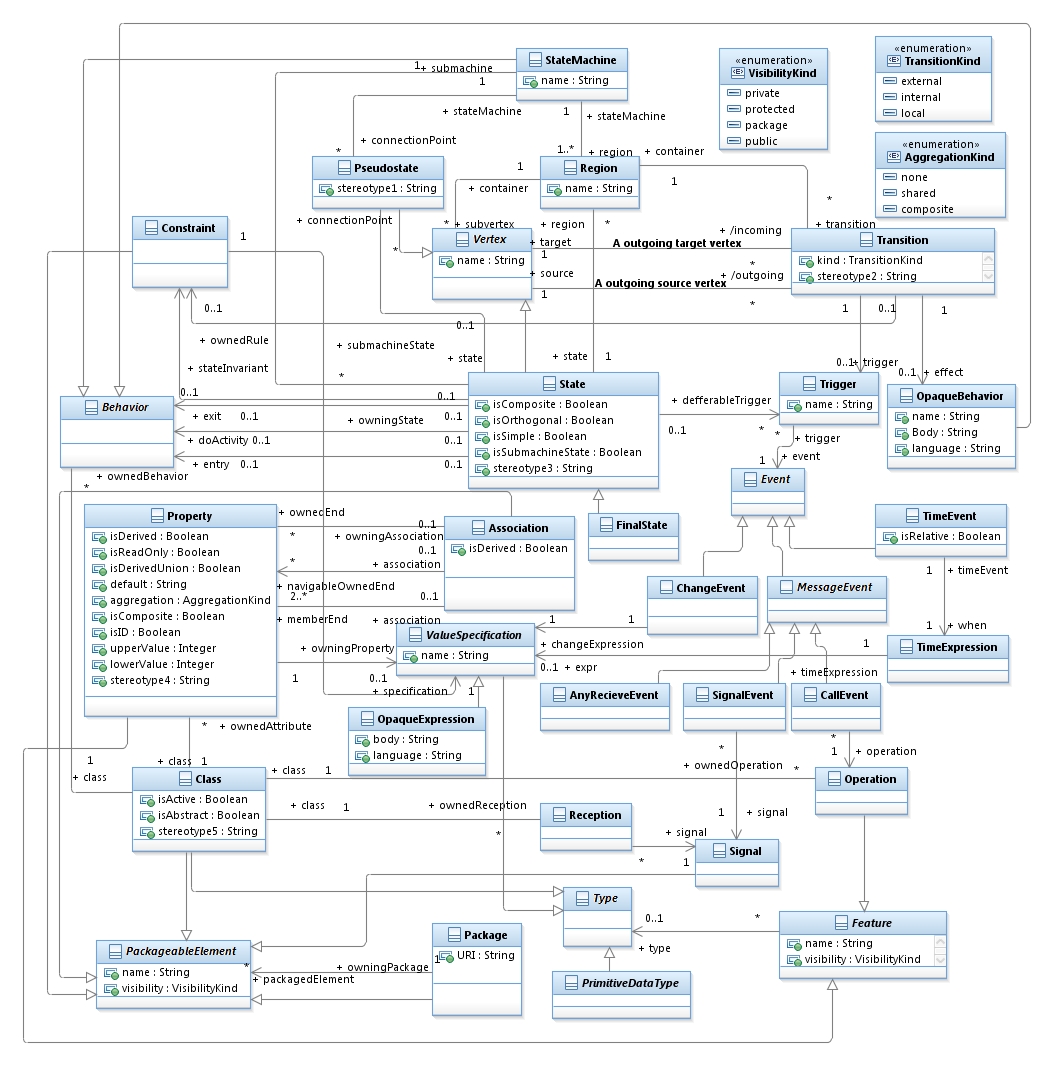 StateMachine
name : String
«enumeration»
VisibilityKind
private
protected
package
public
«enumeration»
TransitionKind
external
internal
local
«enumeration»
AggregationKind
none
shared
composite
1
+ submachine
1
+ stateMachine
1
+ stateMachine
+ connectionPoint
*
1..*
+ region
+ container
Pseudostate
stereotype1 : String
1
+ container
Region
name : String
1
*
+ connectionPoint
* + subvertex
+ region
+ transition
Constraint
1
Vertex
name : String
*
+ target
1
A outgoing target vertex
+ /incoming
*
+ source
1
A outgoing source vertex
+ /outgoing
*
Transition
kind : TransitionKind
stereotype2 : String
0..1
+ ownedRule
+ stateInvariant
0..1
+ submachineState
*
+ state
+ state
1
1
0..1
1
0..1
+ trigger
0..1
+ effect
Behavior
0..1
+ exit
0..1
+ doActivity
0..1
+ entry
0..1
+ owningState
0..1
0..1
0..1
0..1
State
isComposite : Boolean
isOrthogonal : Boolean
isSimple : Boolean
isSubmachineState : Boolean
stereotype3 : String
+ defferableTrigger
0..1
*
Trigger
name : String
*
+ trigger
1
+ event
OpaqueBehavior
name : String
Body : String
language : String
+ ownedBehavior
*
Event
Property
isDerived : Boolean
isReadOnly : Boolean
isDerivedUnion : Boolean
default : String
aggregation : AggregationKind
isComposite : Boolean
isID : Boolean
upperValue : Integer
lowerValue : Integer
stereotype4 : String
+ ownedEnd
*
0..1
+ owningAssociation
0..1
+ association
*
+ navigableOwnedEnd
2..*
0..1
+ memberEnd
+ association
Association
isDerived : Boolean
FinalState
TimeEvent
isRelative : Boolean
1
+ timeEvent
1
+ when
ChangeEvent
MessageEvent
ValueSpecification
name : String
1
1
+ changeExpression
1
0..1
+ expr
+ timeExpression
TimeExpression
+ owningProperty
1
0..1
+ specification
1
AnyRecieveEvent
SignalEvent
CallEvent
OpaqueExpression
body : String
language : String
*
+ ownedAttribute
*
*
1
+ operation
1
+ class
+ class
1
+ class
1
+ ownedOperation
*
Class
isActive : Boolean
isAbstract : Boolean
stereotype5 : String
Operation
+ class
1
+ ownedReception
*
Reception
1
+ signal
+ signal
*
1
Signal
Type
0..1
+ type
*
Feature
name : String
visibility : VisibilityKind
PackageableElement
name : String
visibility : VisibilityKind
*
+ packagedElement
1
+ owningPackage
Package
URI : String
PrimitiveDataType